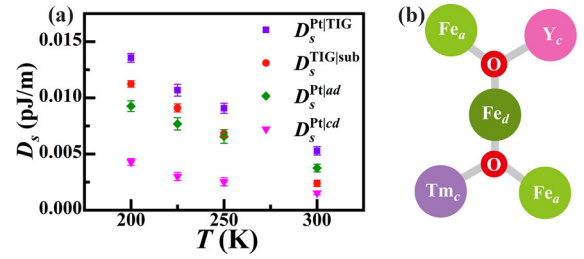 (a)
0.015
0.010
0.005
0.000
D_s (pJ/m)
D_s^{Pt|TIG}
D_s^{TIG|sub}
D_s^{Pt|ad}
D_s^{Pt|cd}
200
225
250
300
T (K)
(b)
Fe_a
Y_c
O
Fe_d
O
Tm_c
Fe_a